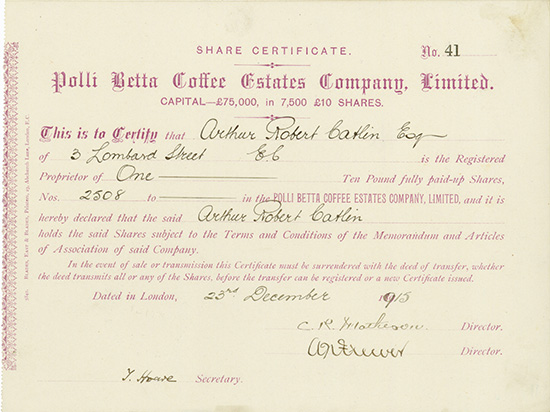 SHARE CERTIFICATE.
No. 41
Polli Betta Coffee Estates Company, Limited.
CAPITAL—£75,000, in 7,500 £10 SHARES.
This is to Certify that Arthur Robert Catlin Esq
of 3 Lombard Street EC is the Registered
Proprietor of One Ten Pound fully paid-up Shares,
Nos. 2508 to in the POLLI BETTA COFFEE ESTATES COMPANY, LIMITED, and it is
hereby declared that the said Arthur Robert Catlin
holds the said Shares subject to the Terms and Conditions of the Memorandum and Articles
of Association of said Company.
In the event of sale or transmission this Certificate must be surrendered with the deed of transfer, whether
the deed transmits all or any of the Shares, before the transfer can be registered or a new Certificate issued.
Dated in London, 23rd December 1915
C. R. Matheson Director.
Director.
T. Howe Secretary.